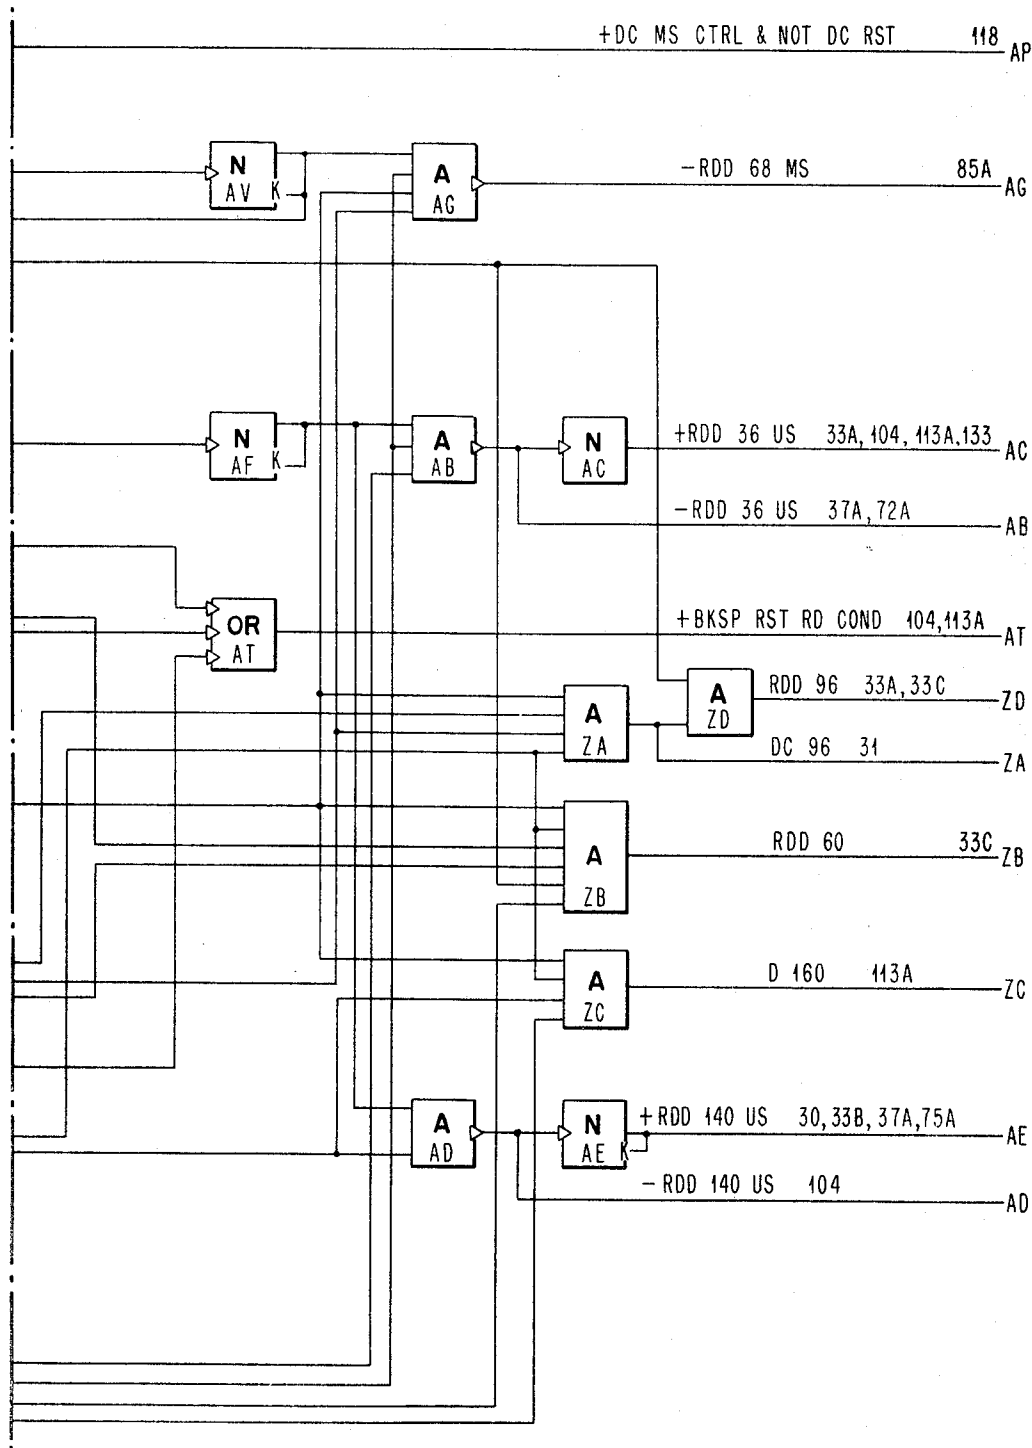 +DC MS CTRL & NOT DC RST 118 AP
N
AV K
A
AG
-RDD 68 MS 85A AG
N
AF K
A
AB
N
AC
+RDD 36 US 33A, 104, 113A, 133 AC
-RDD 36 US 37A, 72A AB
OR
AT
+BKSP RST RD COND 104, 113A AT
A
ZA
A
ZD
RDD 96 33A, 33C ZD
DC 96 31 ZA
A
ZB
RDD 60 33C ZB
A
ZC
D 160 113A ZC
A
AD
N
AE K
+RDD 140 US 30, 33B, 37A, 75A AE
-RDD 140 US 104 AD